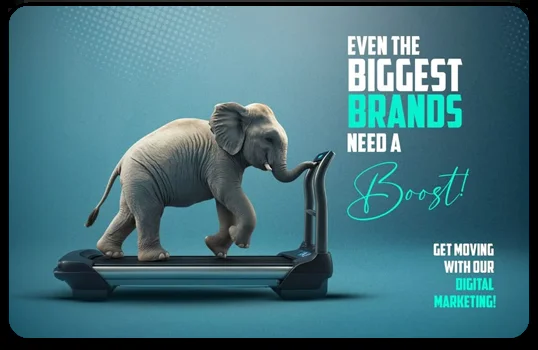 EVEN THE
BIGGEST
BRANDS
NEED A
Boost!
GET MOVING
WITH OUR
DIGITAL
MARKETING!